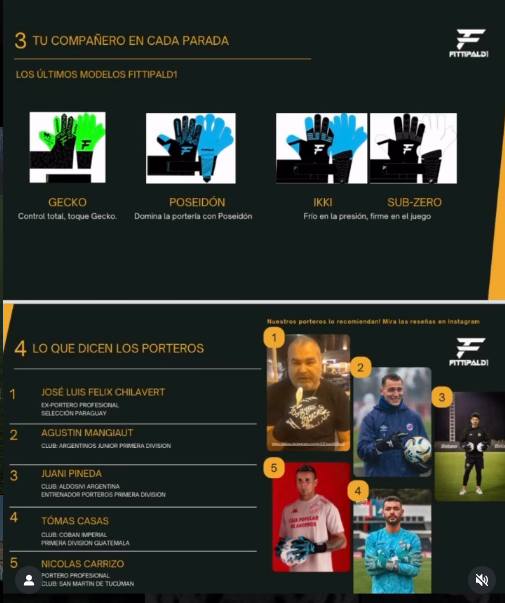 3 TU COMPAÑERO EN CADA PARADA
FITTIPALD1
LOS ÚLTIMOS MODELOS FITTIPALD1
GECKO
Control total, toque Gecko.
POSEIDÓN
Domina la portería con Poseidón
IKKI
SUB-ZERO
Frío en la presión, firme en el juego
Nuestros porteros lo recomiendan! Mira las reseñas en Instagram
4 LO QUE DICEN LOS PORTEROS
FITTIPALD1
1
JOSÉ LUIS FELIX CHILAVERT
EX-PORTERO PROFESIONAL
SELECCIÓN PARAGUAY
2
AGUSTIN MANGIAUT
CLUB: ARGENTINOS JUNIOR PRIMERA DIVISION
3
JUANI PINEDA
CLUB: ALDOSIVI ARGENTINA
ENTRENADOR PORTEROS PRIMERA DIVISIÓN
4
TÓMAS CASAS
CLUB: COBAN IMPERIAL
PRIMERA DIVISION GUATEMALA
5
NICOLAS CARRIZO
PORTERO PROFESIONAL
CLUB: SAN MARTIN DE TUCÚMAN
1
2
3
5
4